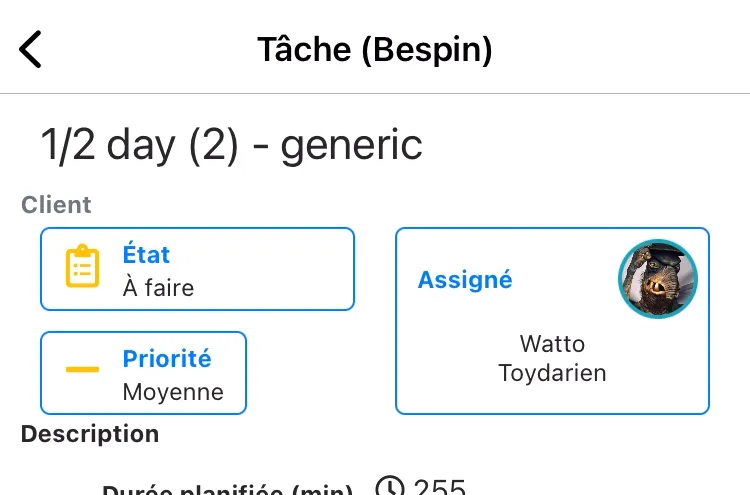 Tâche (Bespin)
1/2 day (2) - generic
Client
État
À faire
Assigné
Watto
Toydarien
Priorité
Moyenne
Description
Durée planifiée (min) 255